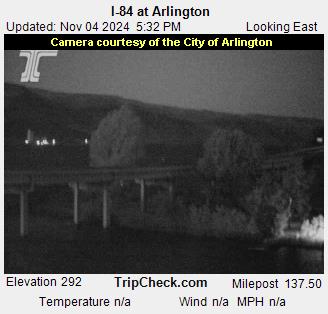 I-84 at Arlington
Updated: Nov 04 2024 5:32 PM Looking East
Camera courtesy of the City of Arlington
Elevation 292 TripCheck.com Milepost 137.50
Temperature n/a Wind n/a MPH n/a